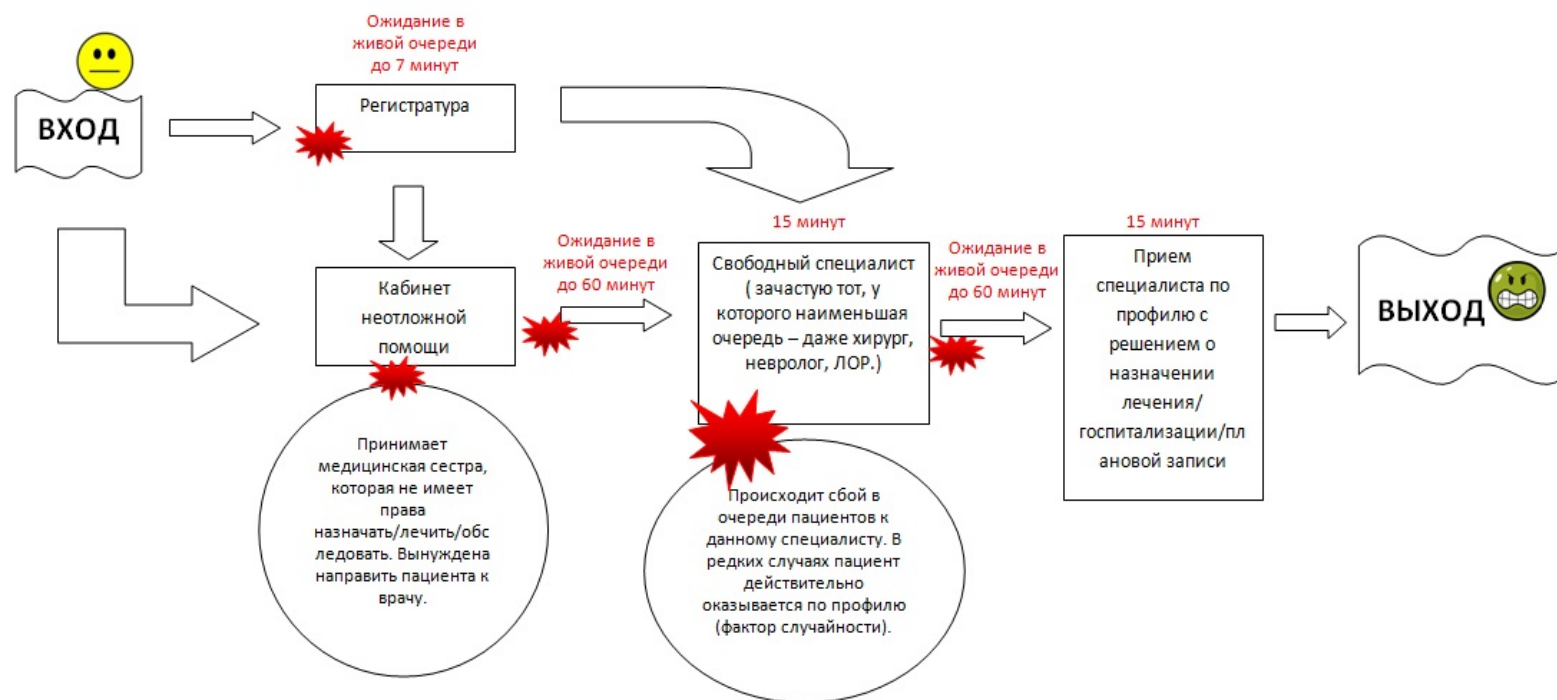 Ожидание в
живой очереди
до 7 минут
ВХОД
Регистратура
Ожидание в
живой очереди
до 60 минут
Кабинет
неотложной
помощи
15 минут
Свободный специалист
( зачастую тот, у
которого наименьшая
очередь – даже хирург,
невролог, ЛОР.)
Ожидание в
живой очереди
до 60 минут
15 минут
Прием
специалиста по
профилю с
решением о
назначении
лечения/
госпитализации/пл
ановой записи
ВЫХОД
Принимает
медицинская сестра,
которая не имеет
права
назначать/лечить/обс
ледовать. Вынуждена
направить пациента к
врачу.
Происходит сбой в
очереди пациентов к
данному специалисту. В
редких случаях пациент
действительно
оказывается по профилю
(фактор случайности).